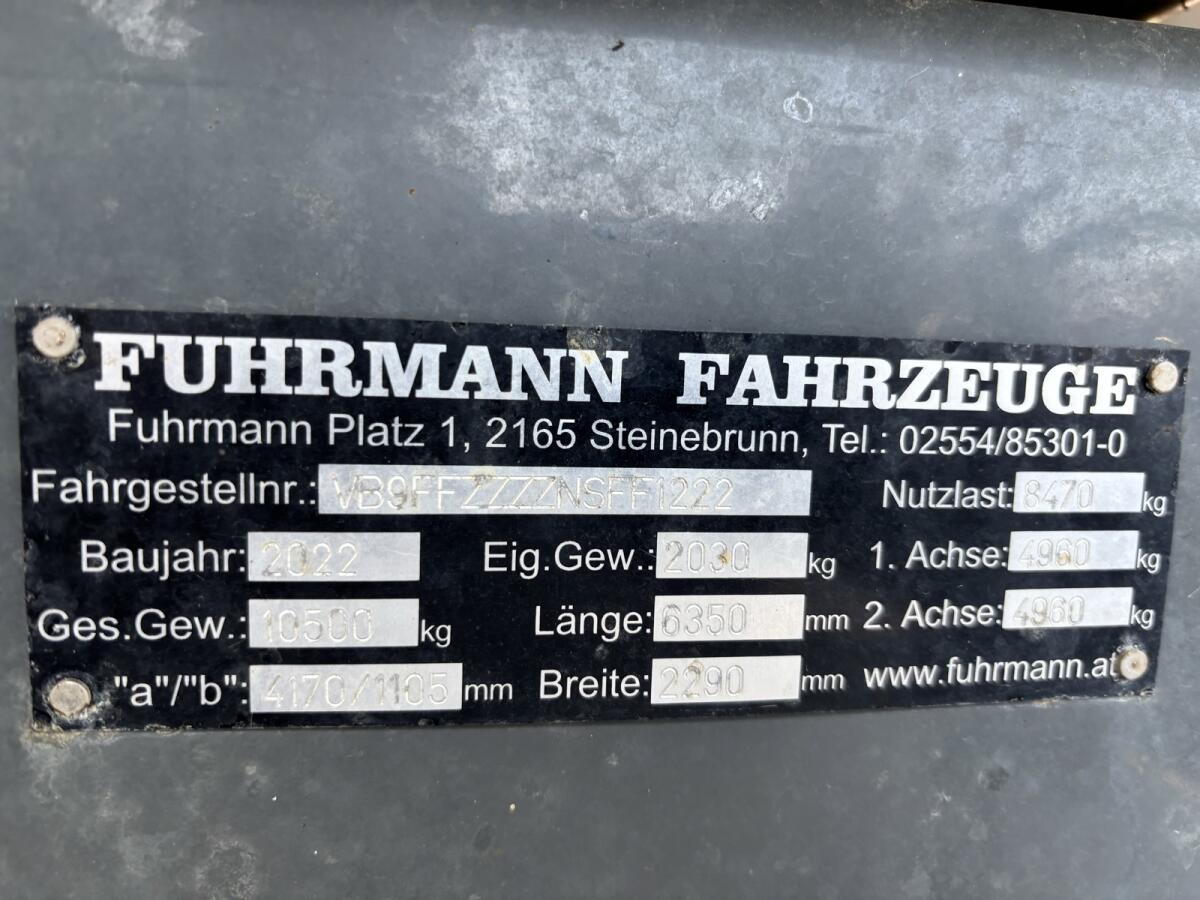 FUHRMANN FAHRZEUGE
Fuhrmann Platz 1, 2165 Steinebrunn, Tel.: 02554/85301-0
Fahrgestellnr.: VB9FFZZZZNSFF1222 Nutzlast: 8470 kg
Baujahr: 2022 Eig.Gew.: 2030 kg 1. Achse: 4960 kg
Ges.Gew.: 10500 kg Länge: 6350 mm 2. Achse: 4960 kg
"a"/"b": 4170/1105 mm Breite: 2290 mm www.fuhrmann.at